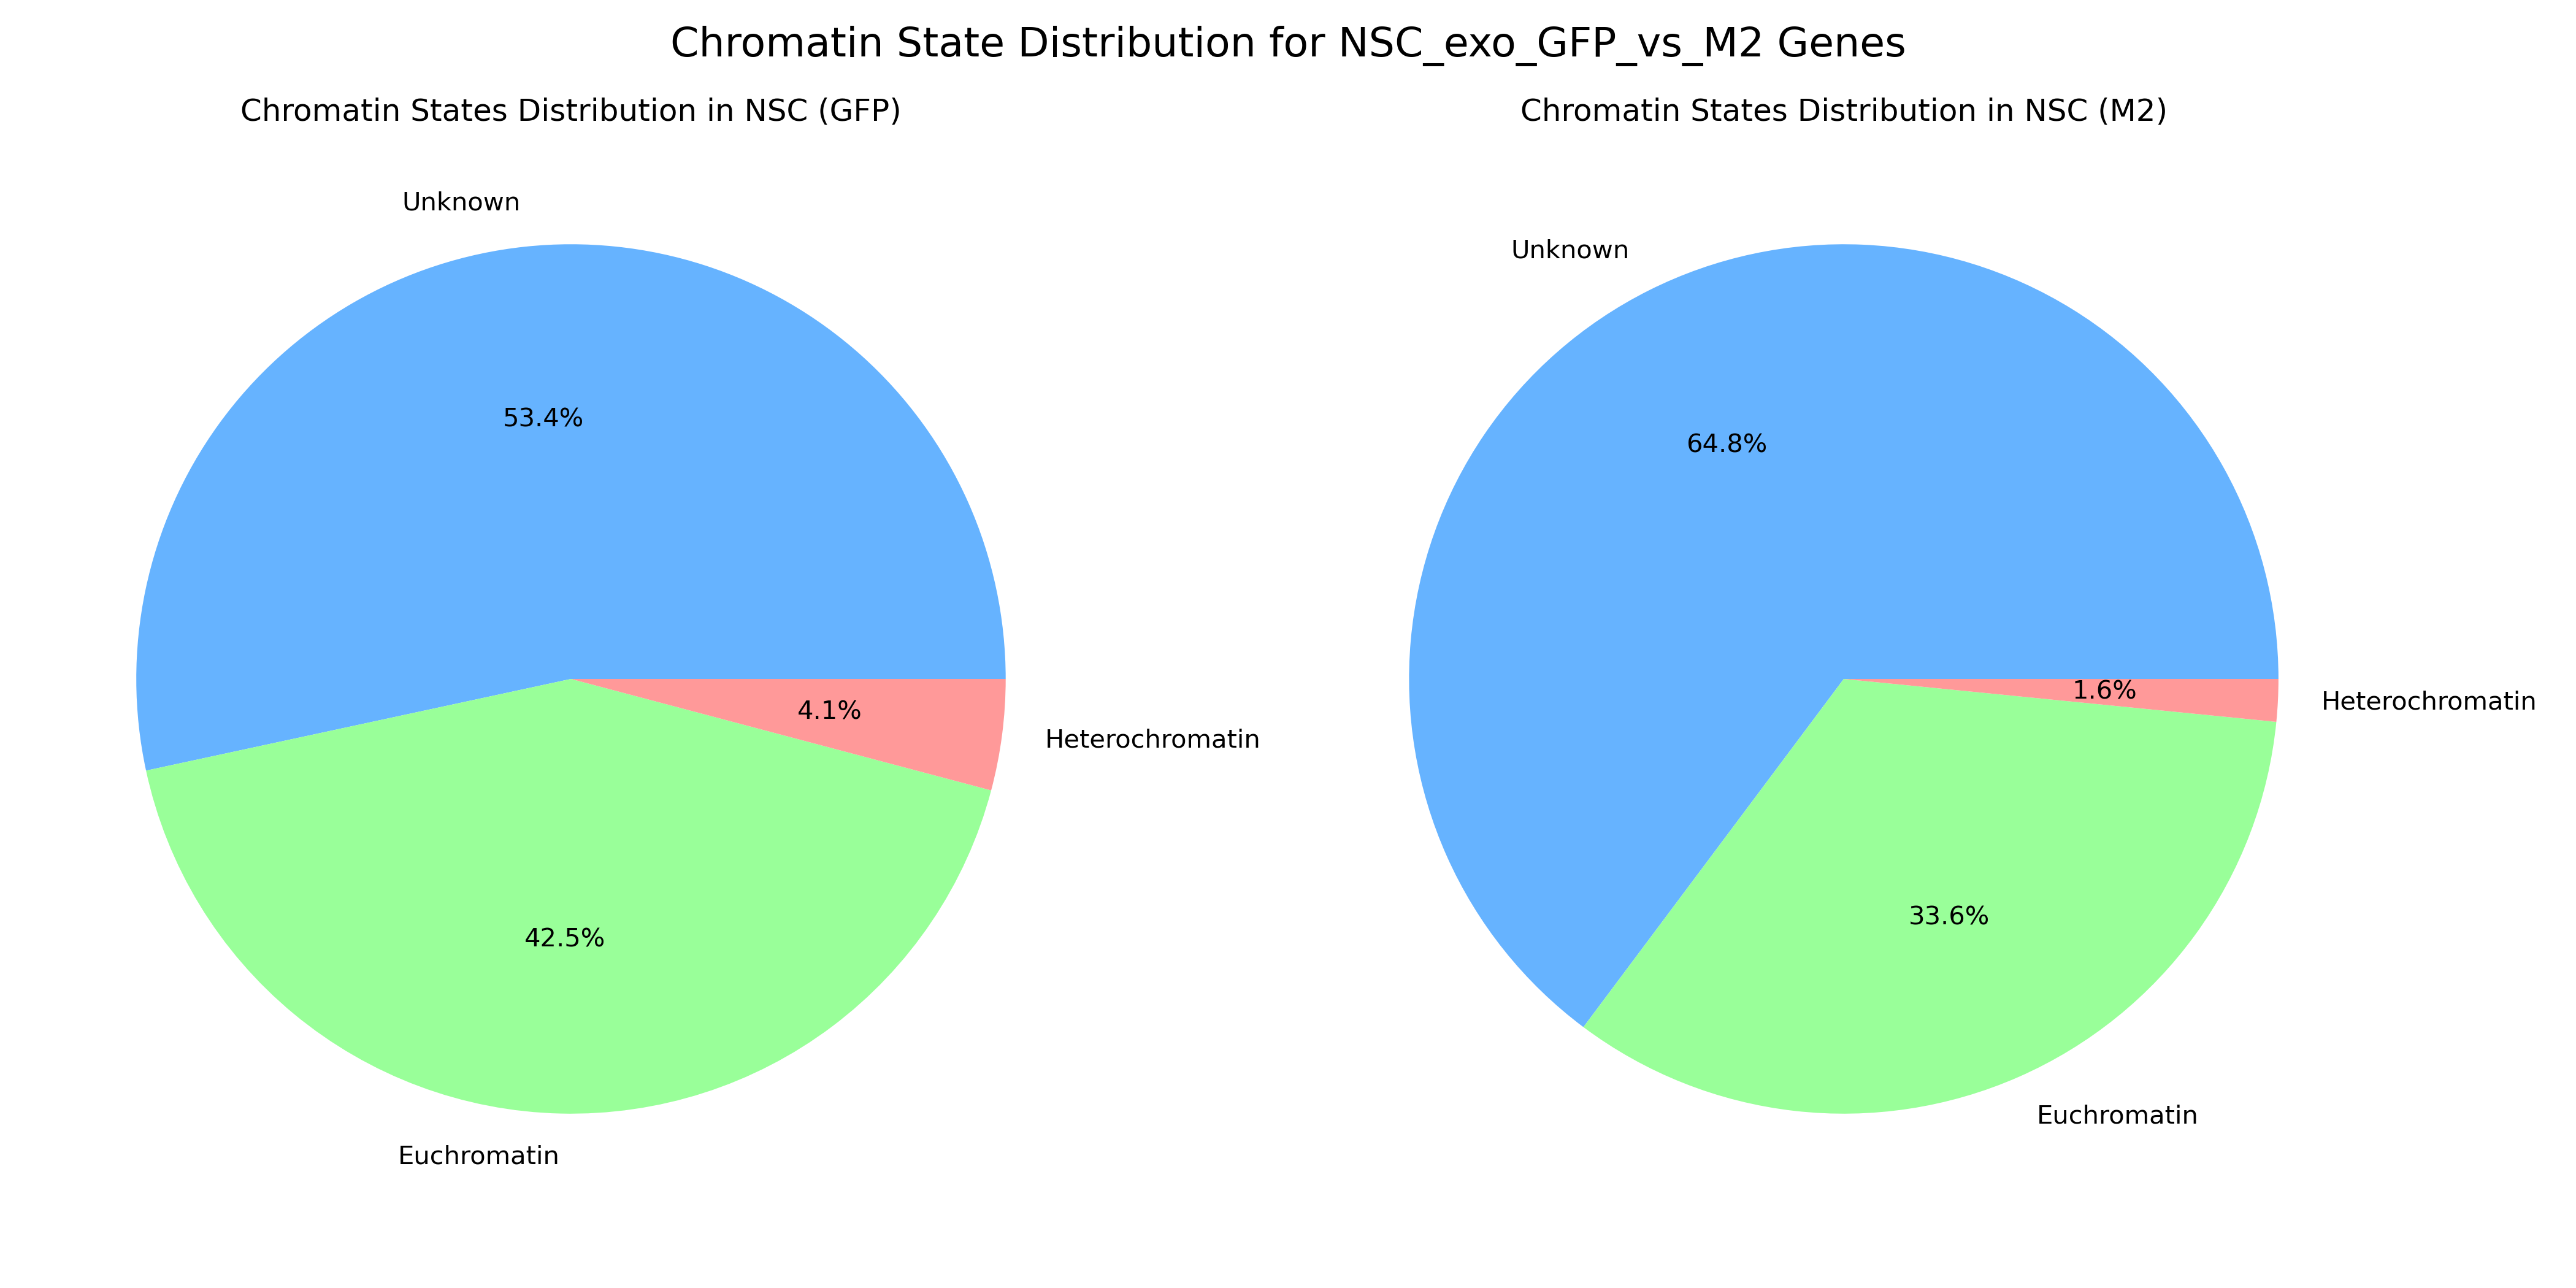 Chromatin State Distribution for NSC_exo_GFP_vs_M2 Genes
Chromatin States Distribution in NSC (GFP)
Unknown
53.4%
4.1%
Heterochromatin
42.5%
Euchromatin
Chromatin States Distribution in NSC (M2)
Unknown
64.8%
1.6%
Heterochromatin
33.6%
Euchromatin